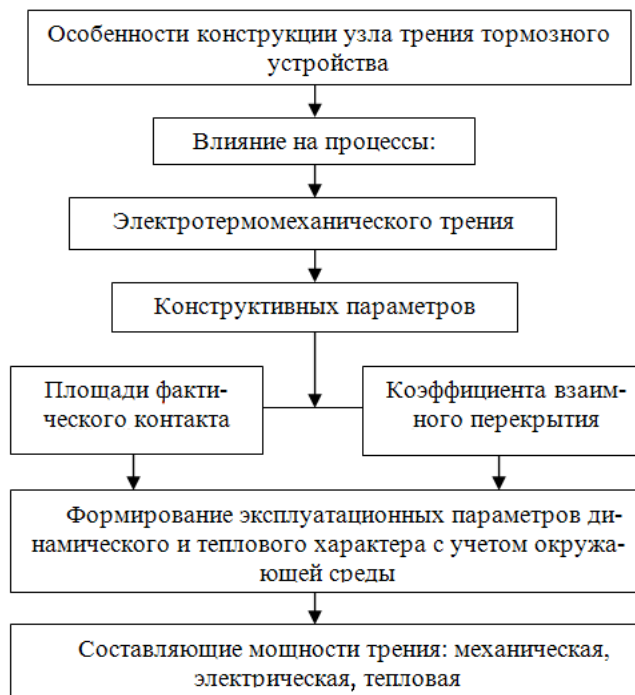 Особенности конструкции узла трения тормозного
устройства
Влияние на процессы:
Электротермомеханического трения
Конструктивных параметров
Площади факти-
ческого контакта
Коэффициента взаим-
ного перекрытия
Формирование эксплуатационных параметров ди-
намического и теплового характера с учетом окружа-
ющей среды
Составляющие мощности трения: механическая,
электрическая, тепловая